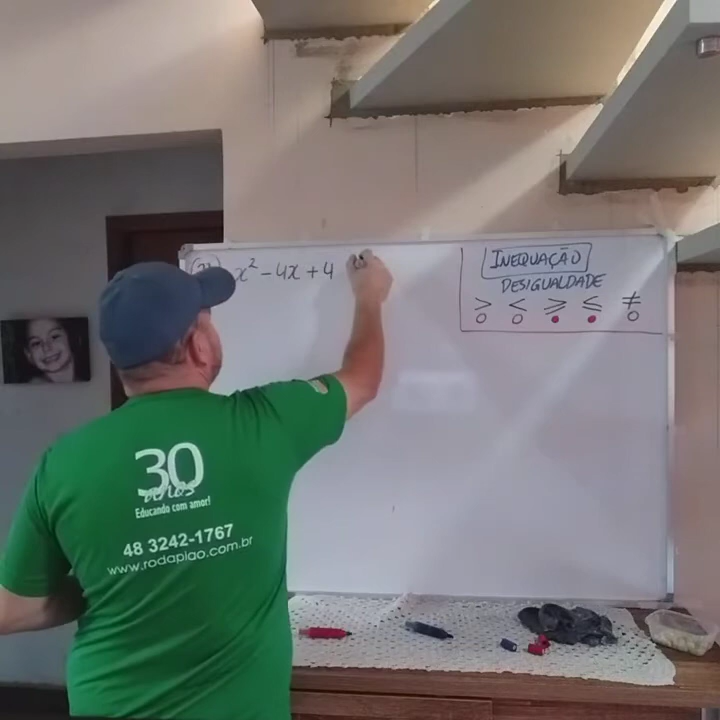 x² - 4x + 4
INEQUAÇÃO
DESIGUALDADE
> < ≥ ≤ ≠
30
anos
Educando com amor!
48 3242-1767
www.rodapiao.com.br